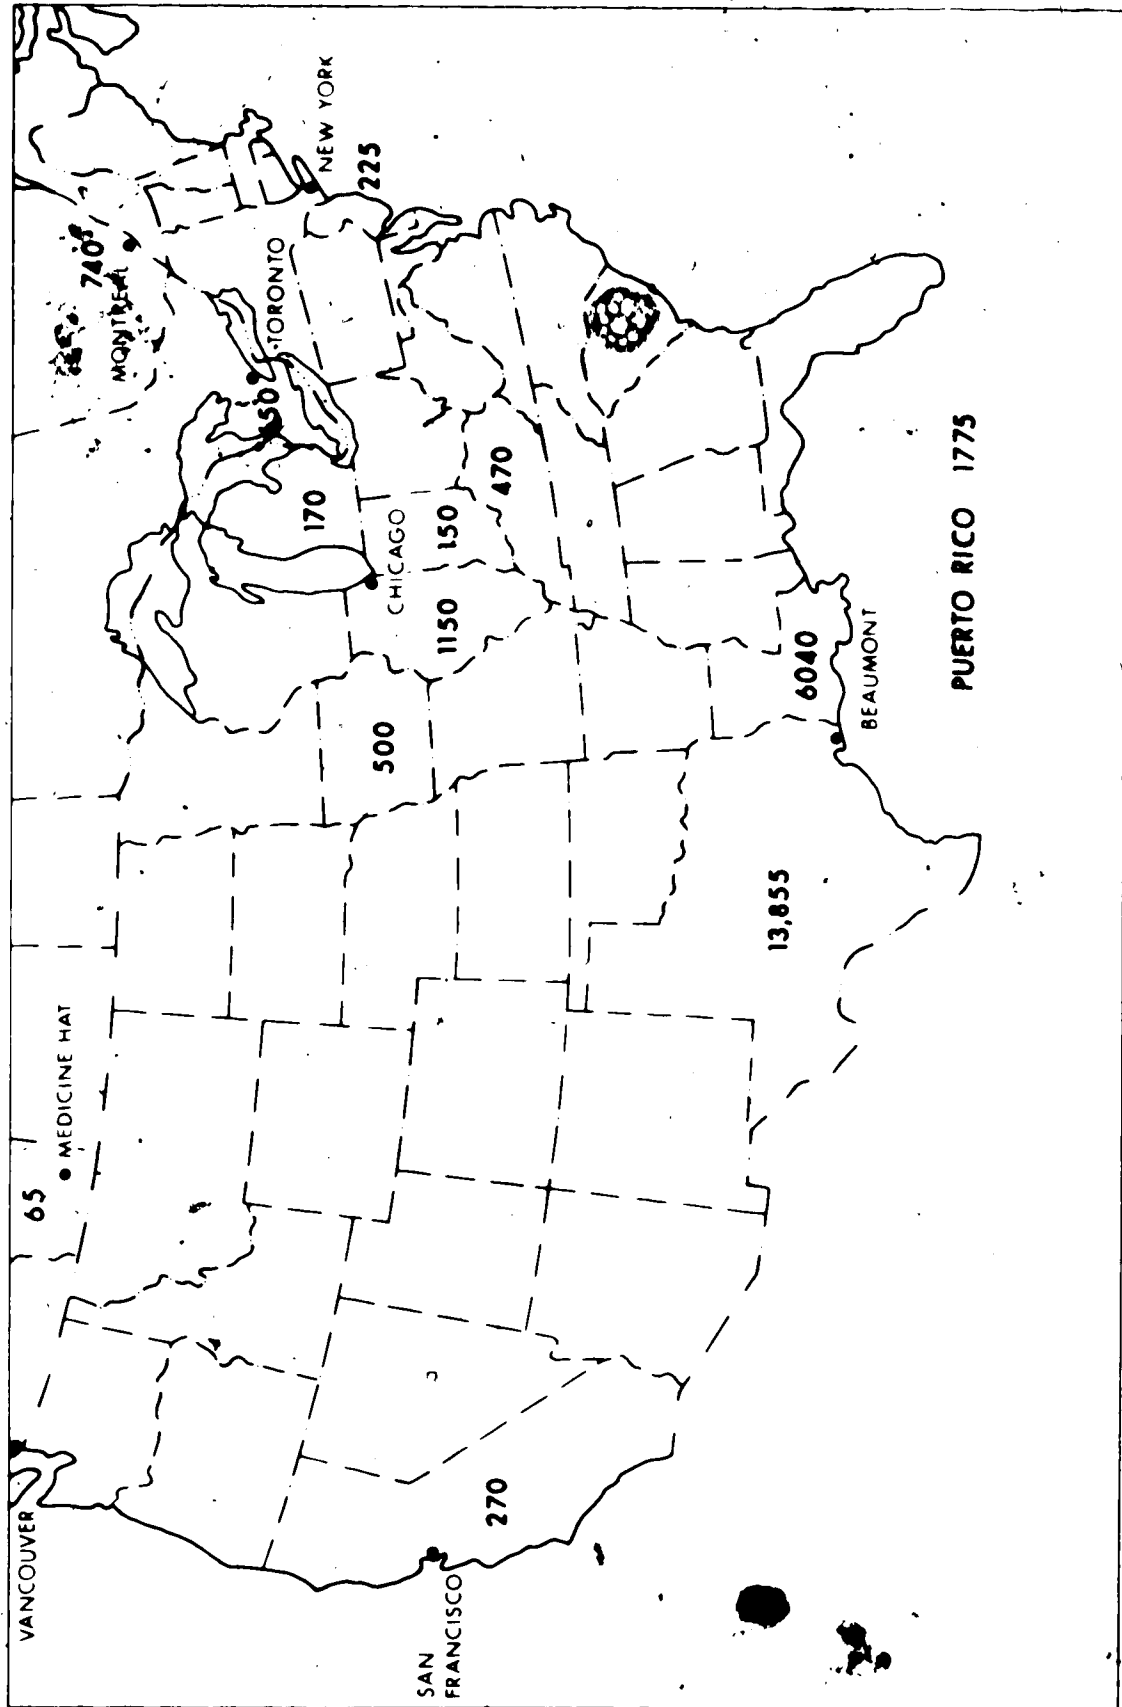 VANCOUVER
65
MEDICINE HAT
740
MONTREAL
TORONTO
NEW YORK
225
170
CHICAGO
500
1150
150
470
SAN
FRANCISCO
270
13,855
6040
BEAUMONT
PUERTO RICO 1775